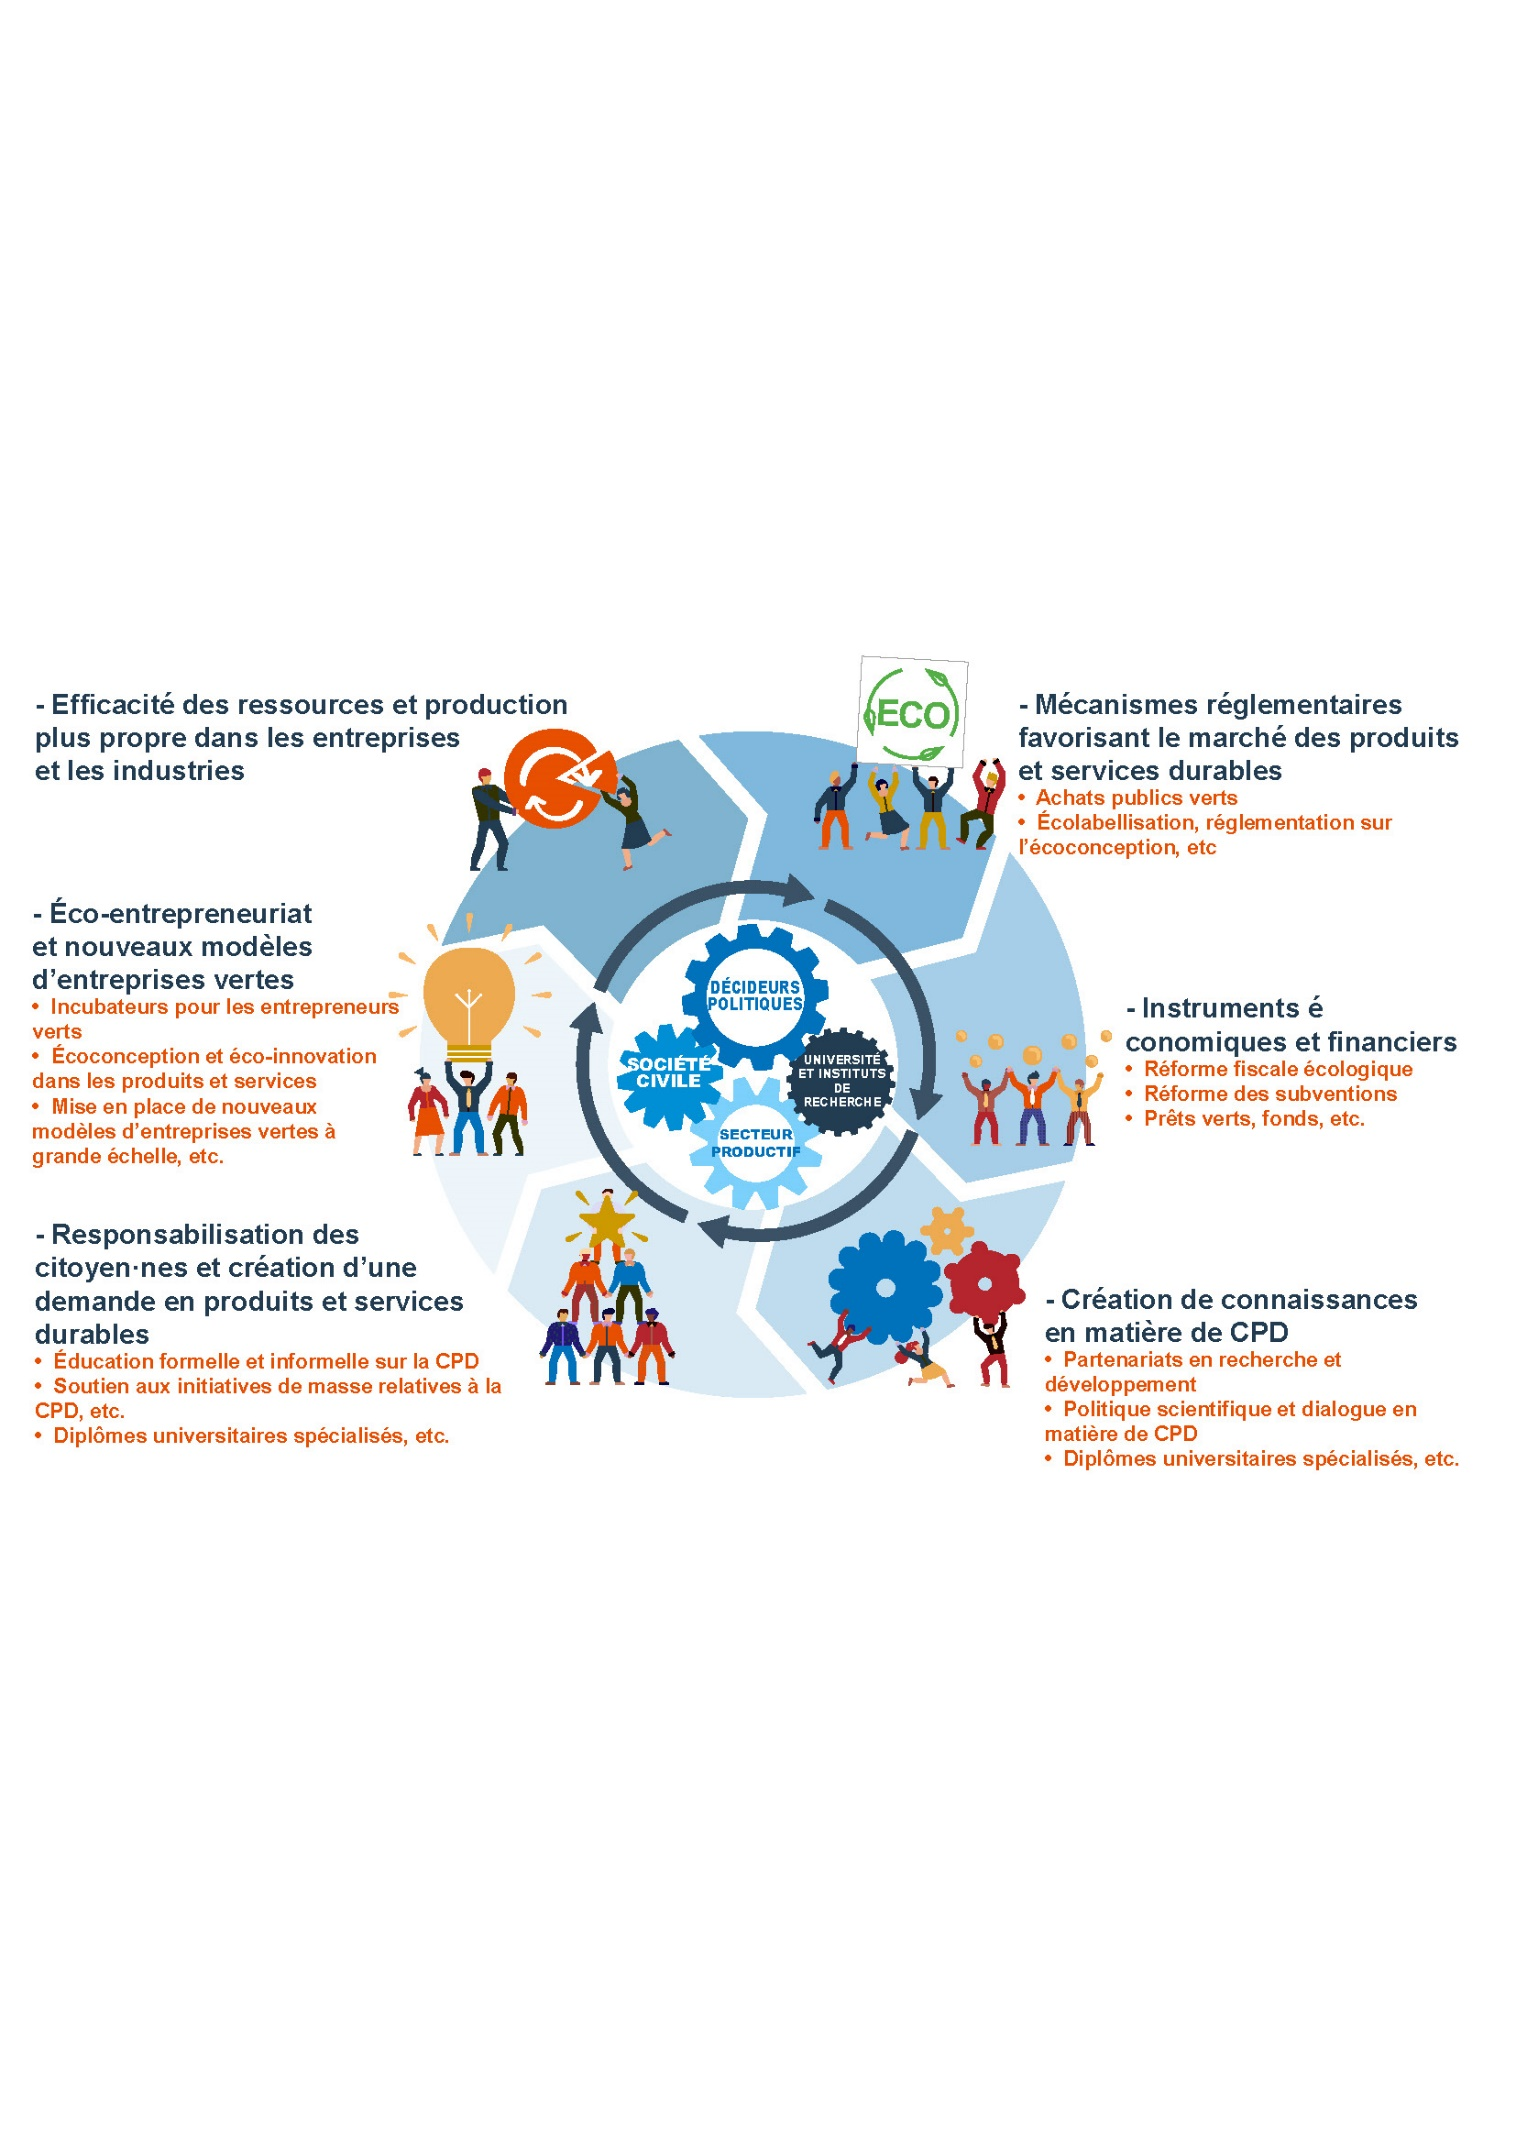 - Efficacité des ressources et production
plus propre dans les entreprises
et les industries
ECO
- Mécanismes réglementaires
favorisant le marché des produits
et services durables
• Achats publics verts
• Écolabellisation, réglementation sur
l'écoconception, etc
- Éco-entrepreneuriat
et nouveaux modèles
d'entreprises vertes
• Incubateurs pour les entrepreneurs
verts
• Écoconception et éco-innovation
dans les produits et services
• Mise en place de nouveaux
modèles d'entreprises vertes à
grande échelle, etc.
DÉCIDEURS
POLITIQUES
SOCIÉTÉ
CIVILE
UNIVERSITÉ
ET INSTITUTS
DE
RECHERCHE
SECTEUR
PRODUCTIF
- Instruments é
conomiques et financiers
• Réforme fiscale écologique
• Réforme des subventions
• Prêts verts, fonds, etc.
- Responsabilisation des
citoyen·nes et création d'une
demande en produits et services
durables
• Éducation formelle et informelle sur la CPD
• Soutien aux initiatives de masse relatives à la
CPD, etc.
• Diplômes universitaires spécialisés, etc.
- Création de connaissances
en matière de CPD
• Partenariats en recherche et
développement
• Politique scientifique et dialogue en
matière de CPD
• Diplômes universitaires spécialisés, etc.